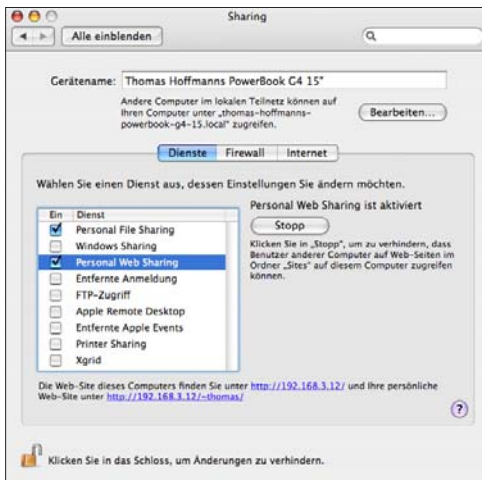 Sharing
Alle einblenden
Gerätename: Thomas Hoffmanns PowerBook G4 15"
Andere Computer im lokalen Teilnetz können auf
Ihren Computer unter „thomas-hoffmanns-
powerbook-g4-15.local“ zugreifen.
Bearbeiten...
Dienste Firewall Internet
Wählen Sie einen Dienst aus, dessen Einstellungen Sie ändern möchten.
Ein Dienst
Personal File Sharing
Windows Sharing
Personal Web Sharing
Entfernte Anmeldung
FTP-Zugriff
Apple Remote Desktop
Entfernte Apple Events
Printer Sharing
Xgrid
Personal Web Sharing ist aktiviert
Stopp
Klicken Sie in „Stopp“, um zu verhindern, dass
Benutzer anderer Computer auf Web-Seiten im
Ordner „Sites“ auf diesem Computer zugreifen
können.
Die Web-Site dieses Computers finden Sie unter http://192.168.3.12/ und Ihre persönliche
Web-Site unter http://192.168.3.12/~thomas/
?
Klicken Sie in das Schloss, um Änderungen zu verhindern.